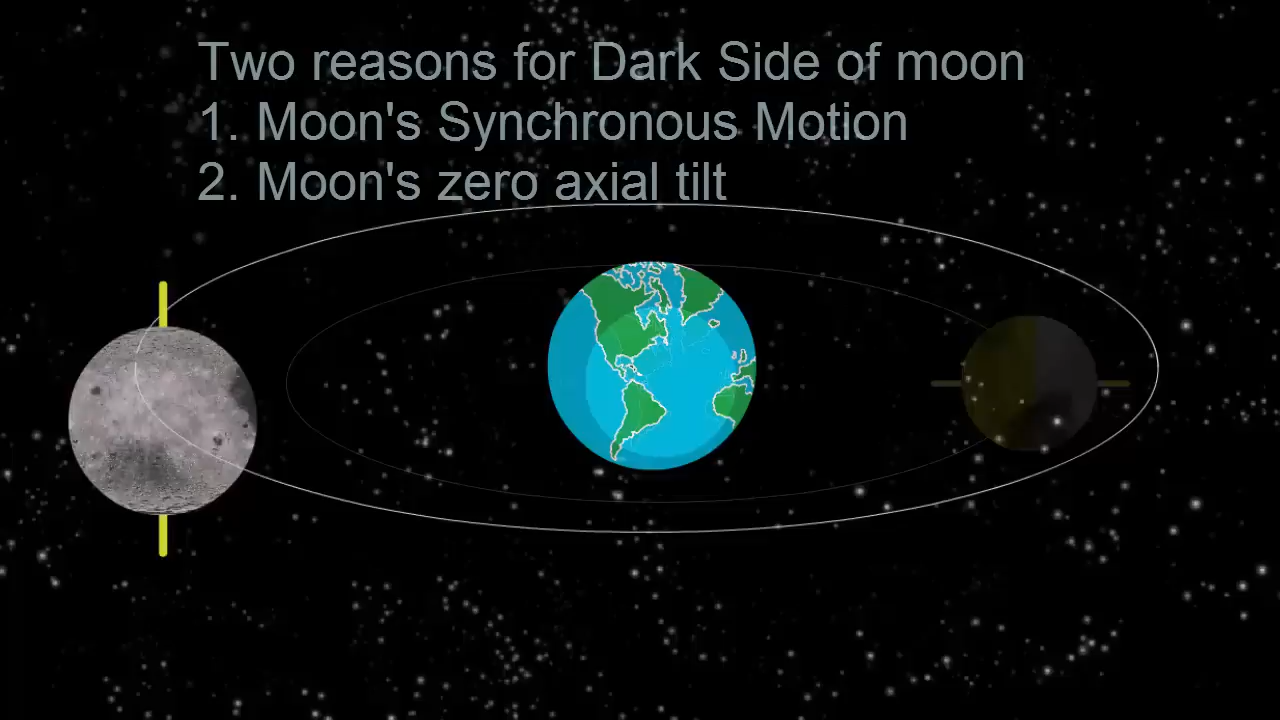 Two reasons for Dark Side of moon
1. Moon's Synchronous Motion
2. Moon's zero axial tilt